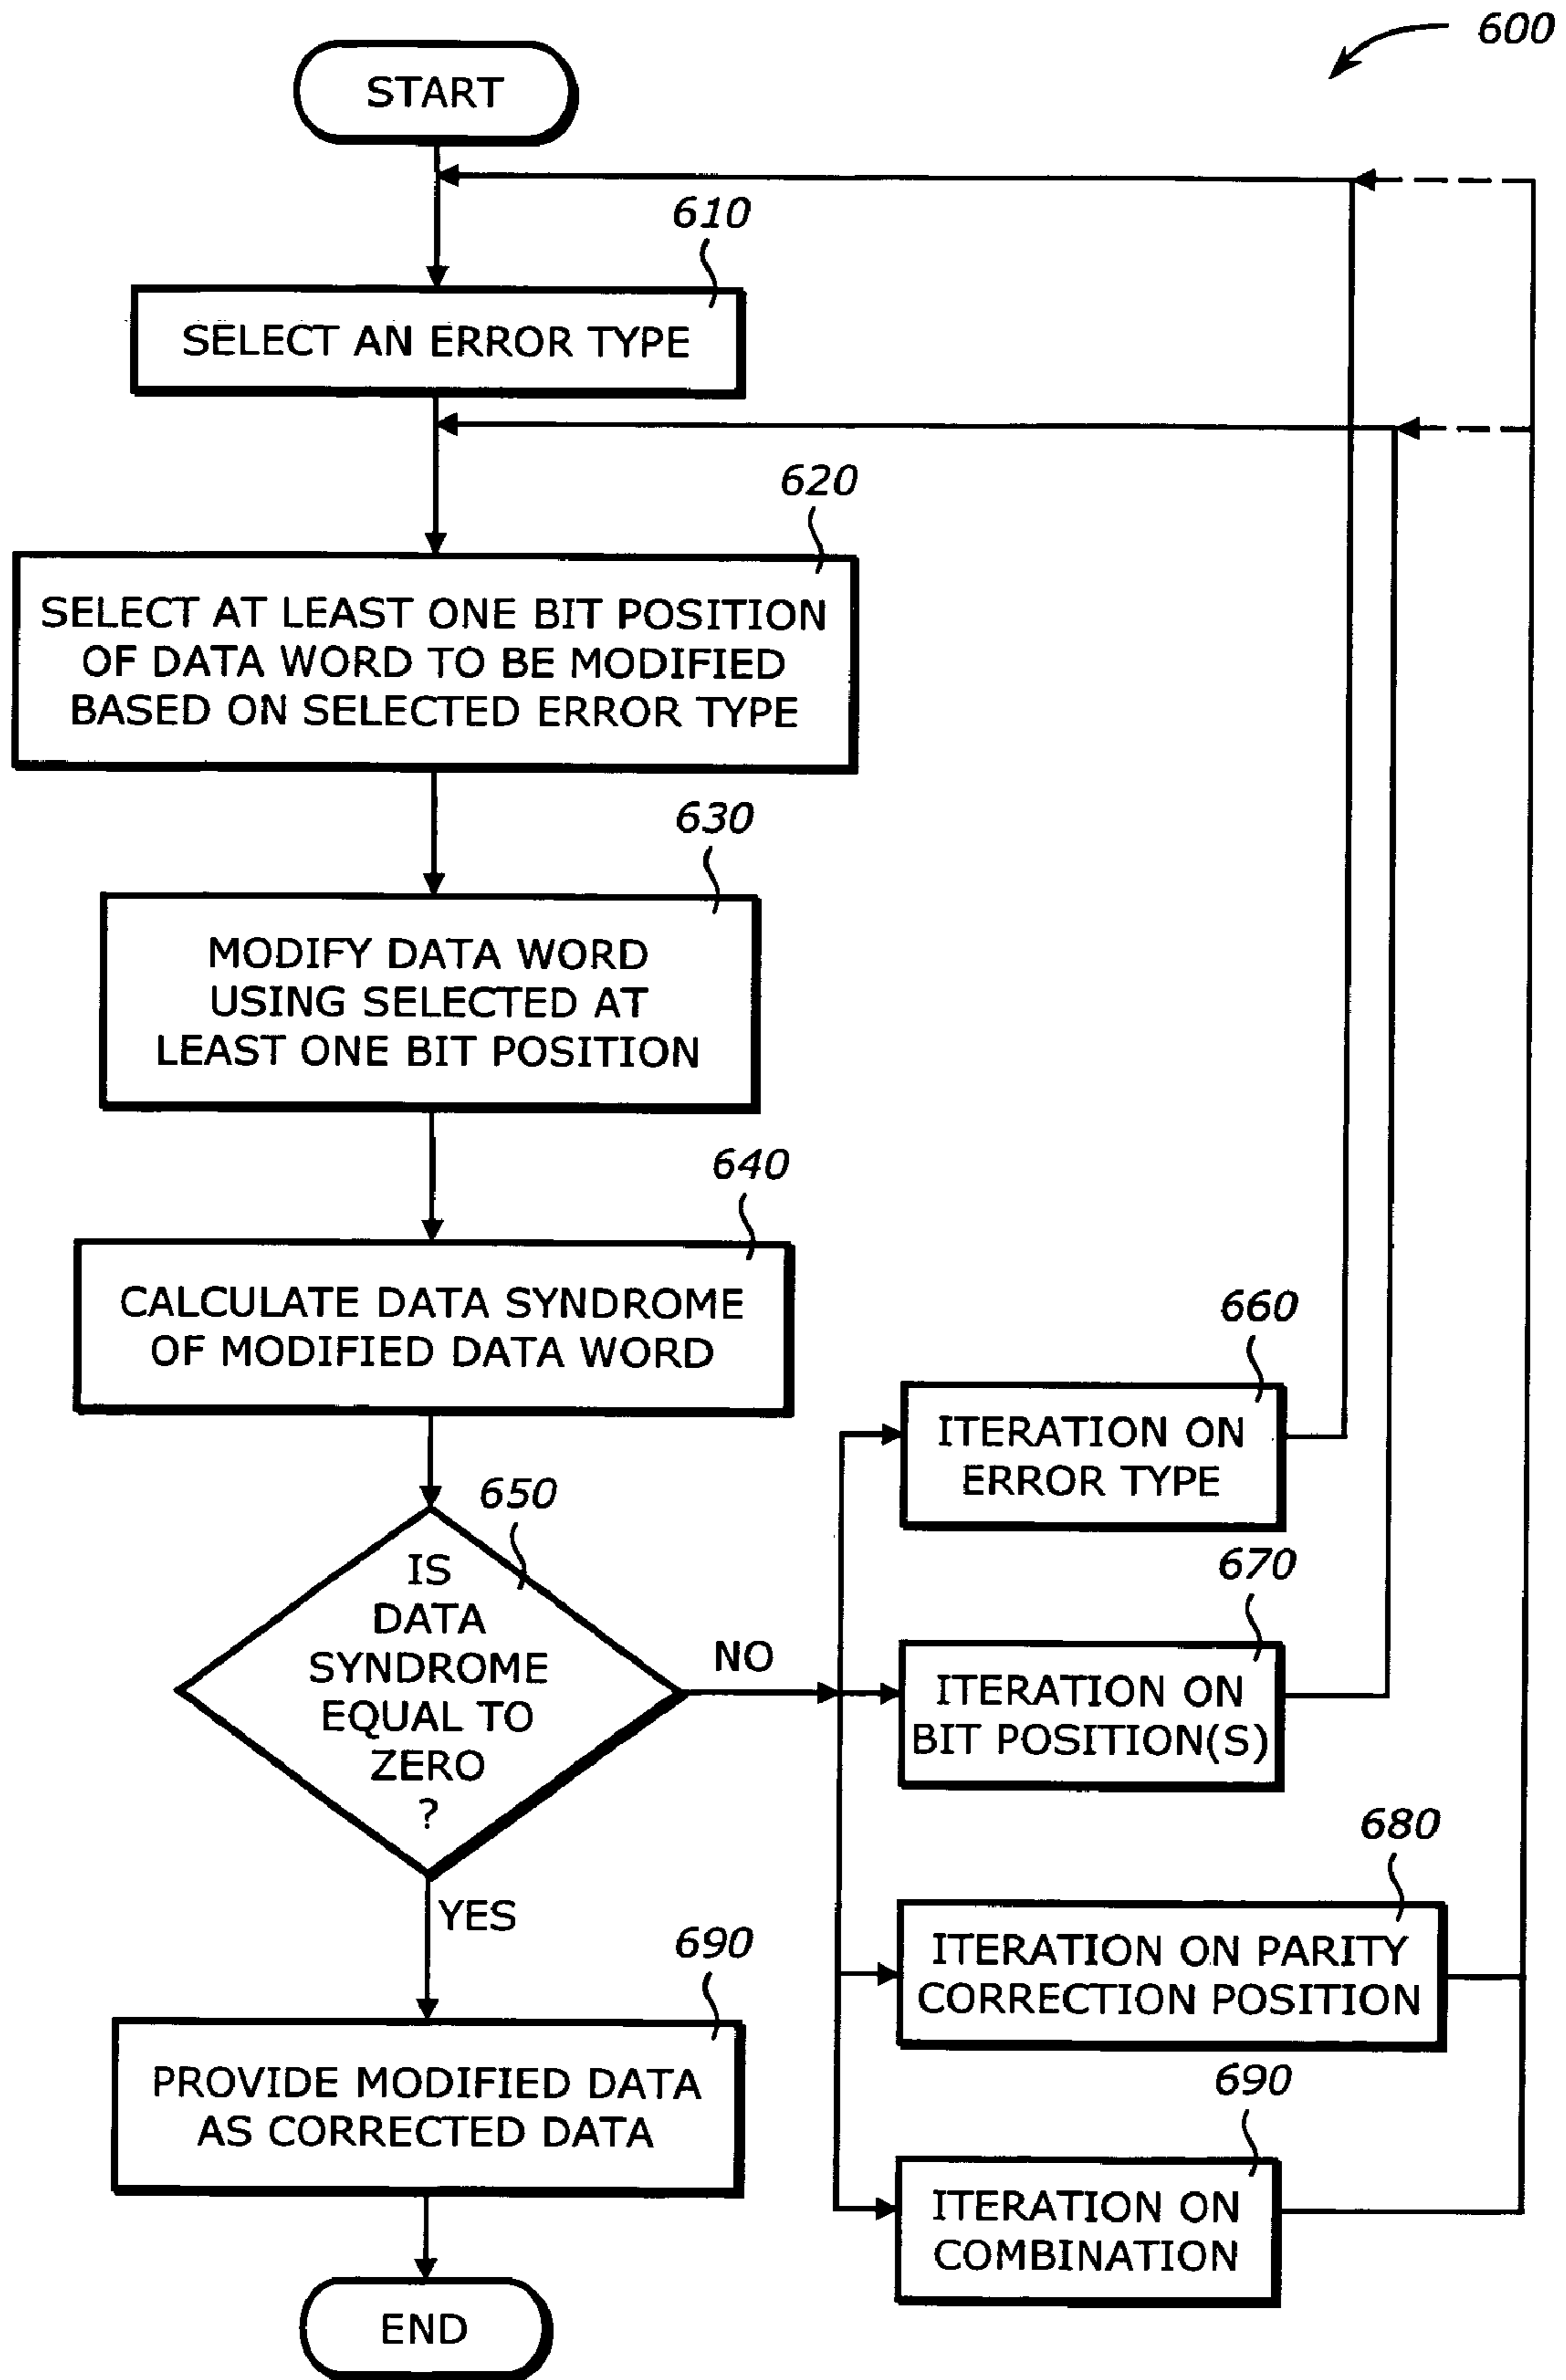 600
START
610
SELECT AN ERROR TYPE
620
SELECT AT LEAST ONE BIT POSITION
OF DATA WORD TO BE MODIFIED
BASED ON SELECTED ERROR TYPE
630
MODIFY DATA WORD
USING SELECTED AT
LEAST ONE BIT POSITION
640
CALCULATE DATA SYNDROME
OF MODIFIED DATA WORD
650
IS
DATA
SYNDROME
EQUAL TO
ZERO
?
NO
YES
660
ITERATION ON
ERROR TYPE
670
ITERATION ON
BIT POSITION(S)
680
ITERATION ON PARITY
CORRECTION POSITION
690
ITERATION ON
COMBINATION
690
PROVIDE MODIFIED DATA
AS CORRECTED DATA
END